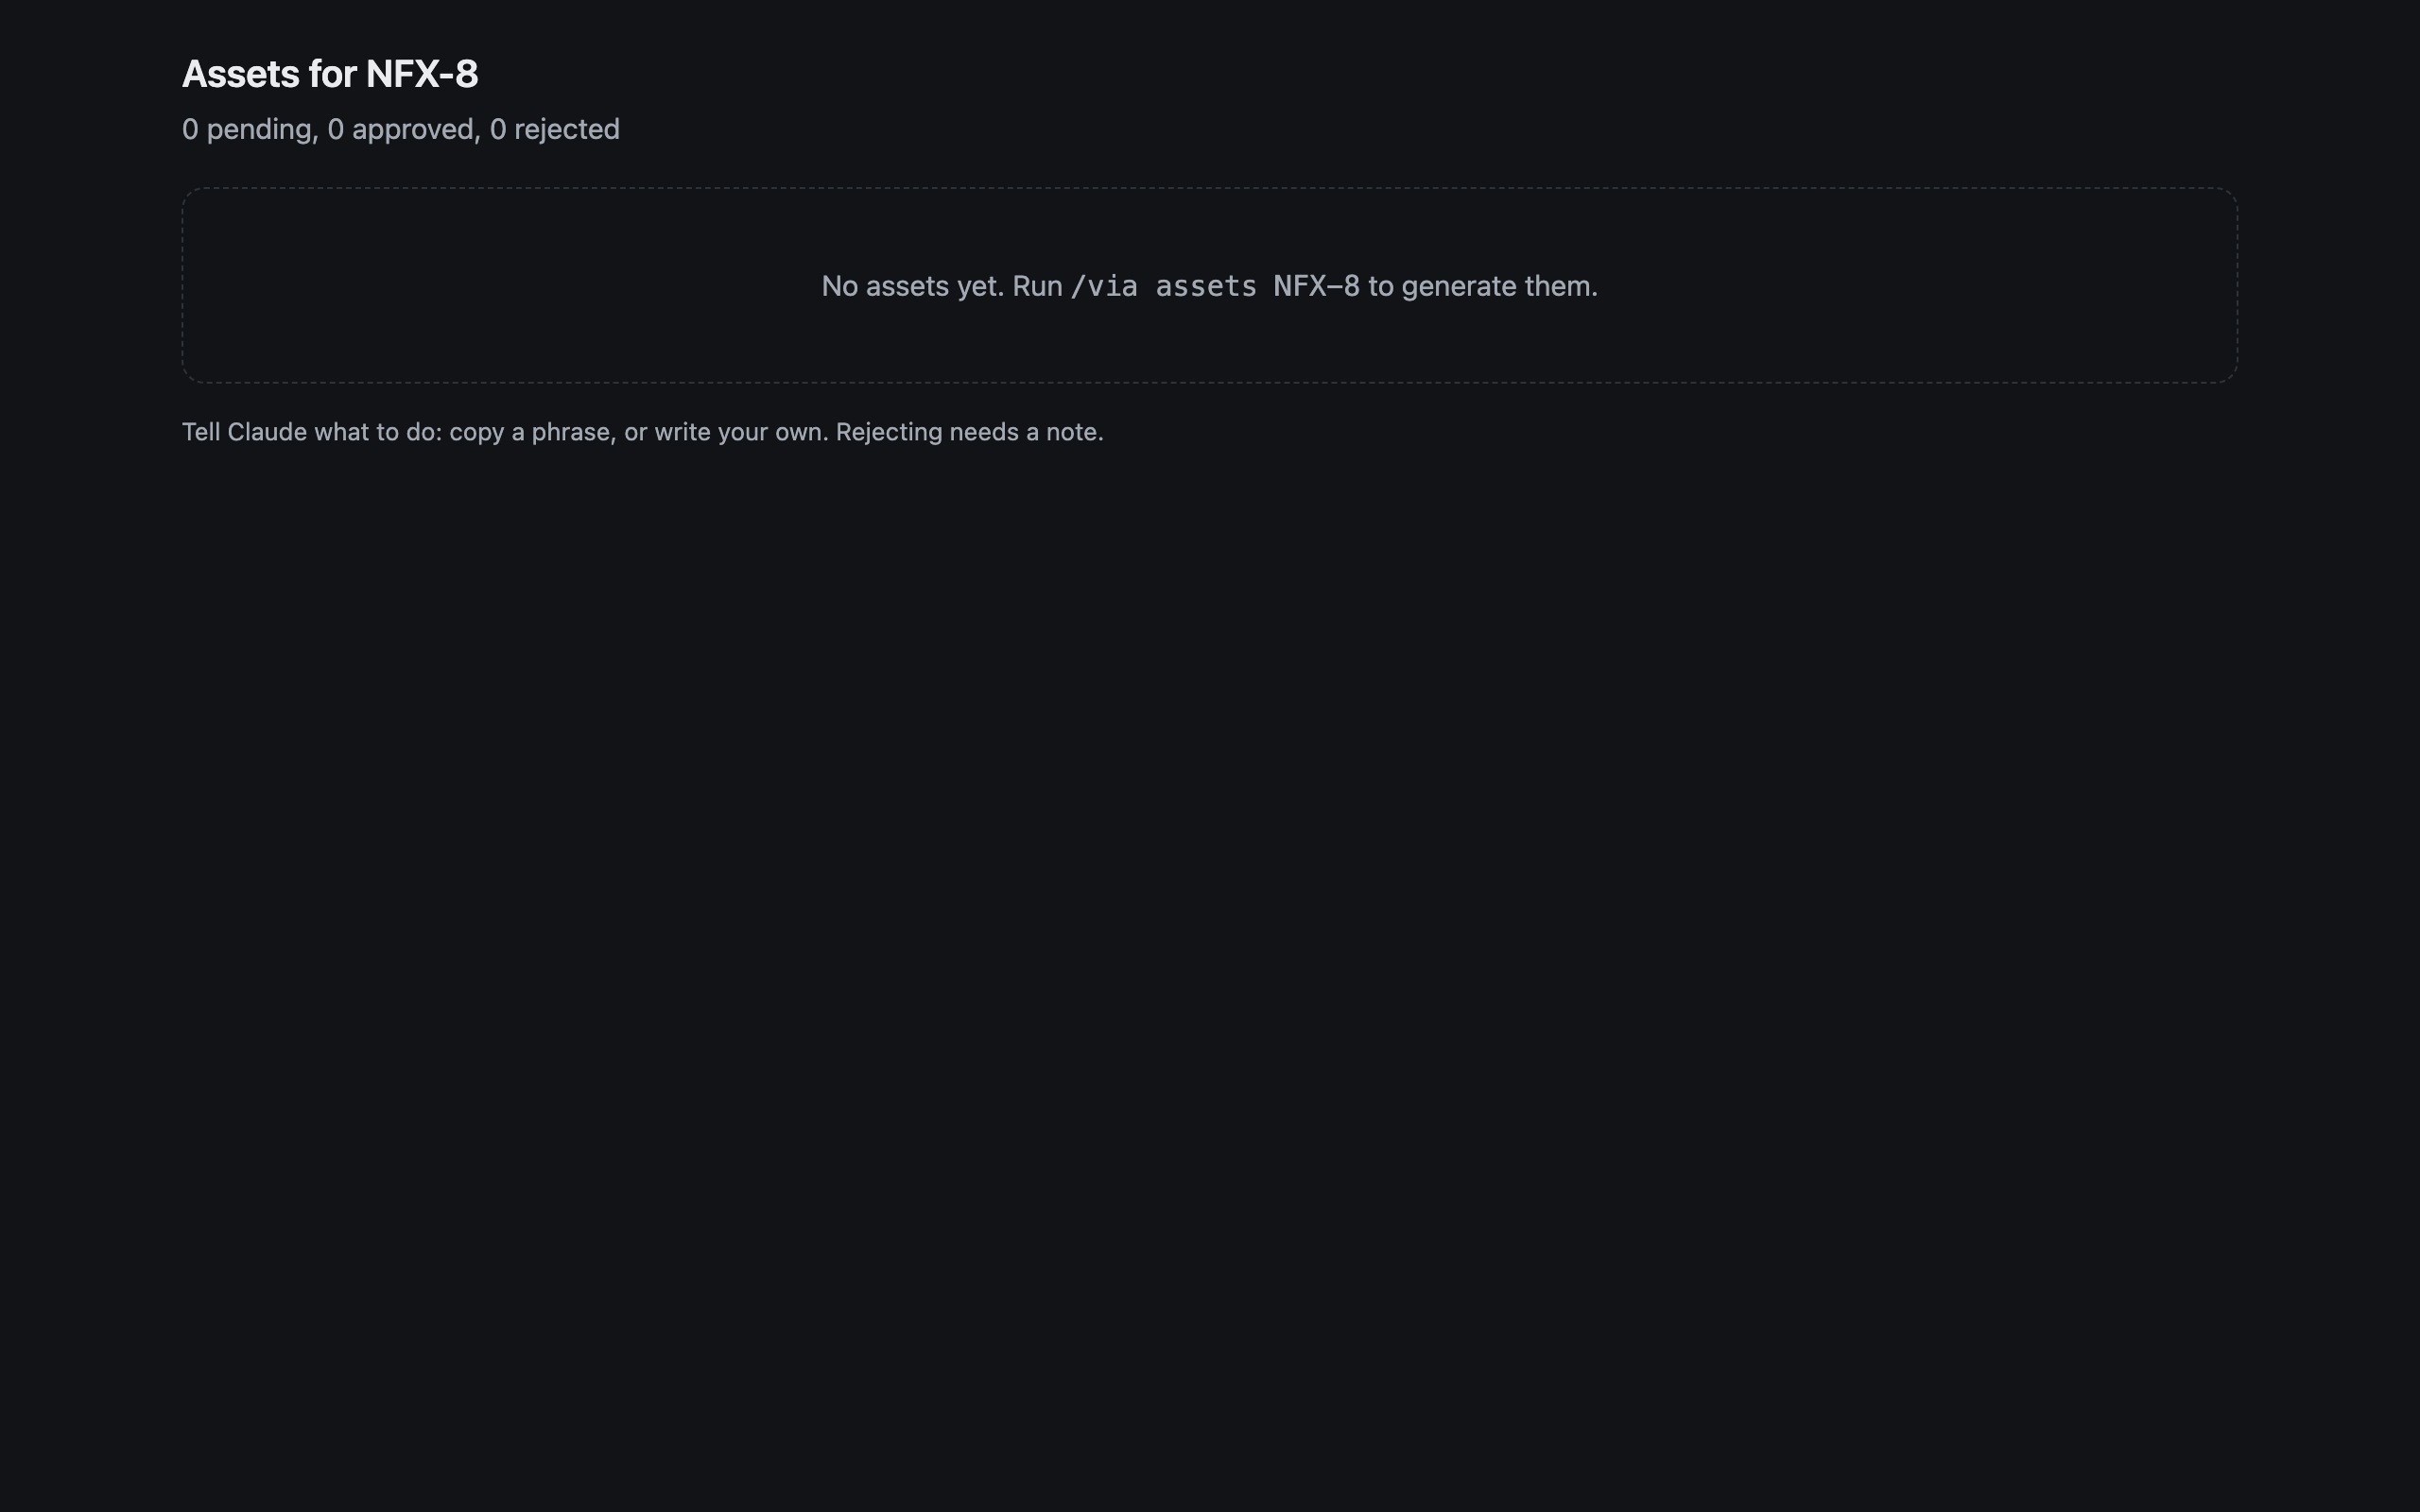 Assets for NFX-8
0 pending, 0 approved, 0 rejected
No assets yet. Run /via assets NFX-8 to generate them.
Tell Claude what to do: copy a phrase, or write your own. Rejecting needs a note.